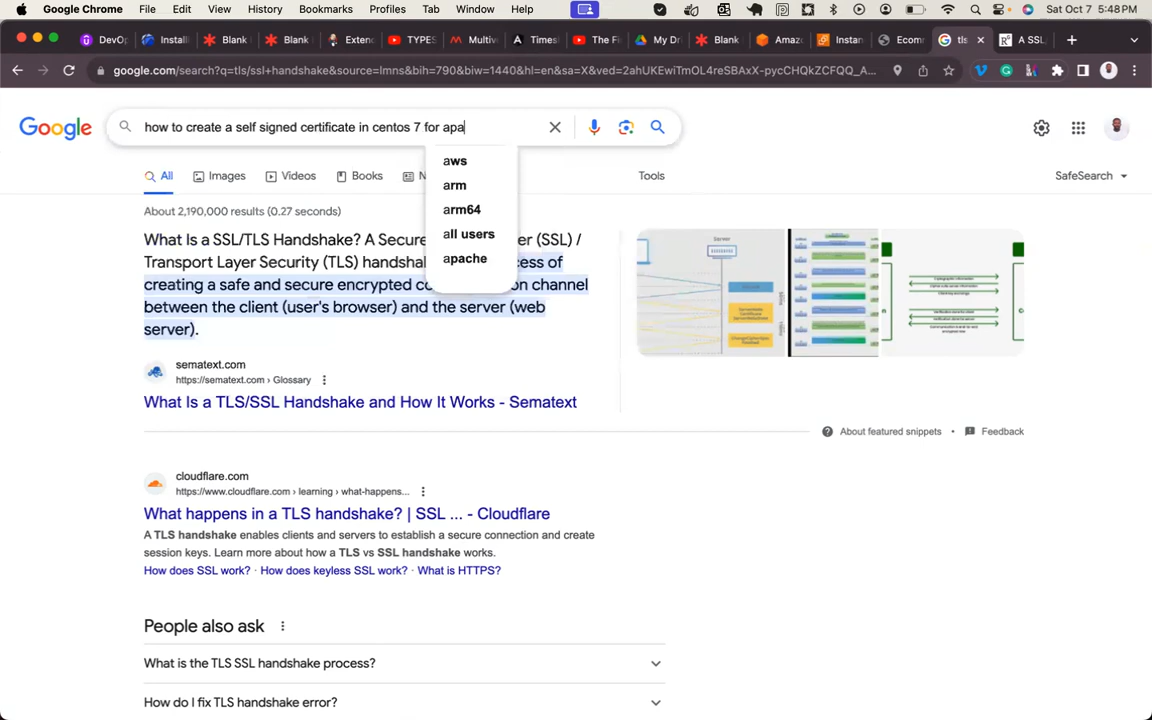 Google Chrome File Edit View History Bookmarks Profiles Tab Window Help Sat Oct 7 5:48 PM
DevOp Install Blank Blank Exten TYPES Multiv Times The F My Dr Blank Amaz Instan Ecom tls A SSL
google.com/search?q=tls/ssl+handshake&source=lmns&bih=790&biw=1440&hl=en&sa=X&ved=2ahUKEwiTmOL4reSBAxX-pycCHQkZCFQQ_A...
Google
how to create a self signed certificate in centos 7 for apa
aws
arm
arm64
all users
apache
All Images Videos Books N Tools SafeSearch
About 2,190,000 results (0.27 seconds)
What Is a SSL/TLS Handshake? A Secure er (SSL) /
Transport Layer Security (TLS) handshak cess of
creating a safe and secure encrypted co on channel
between the client (user's browser) and the server (web
server).
sematext.com
https://sematext.com › Glossary
What Is a TLS/SSL Handshake and How It Works - Sematext
About featured snippets • Feedback
cloudflare.com
https://www.cloudflare.com › learning › what-happens...
What happens in a TLS handshake? | SSL ... - Cloudflare
A TLS handshake enables clients and servers to establish a secure connection and create
session keys. Learn more about how a TLS vs SSL handshake works.
How does SSL work? · How does keyless SSL work? · What is HTTPS?
People also ask
What is the TLS SSL handshake process?
How do I fix TLS handshake error?